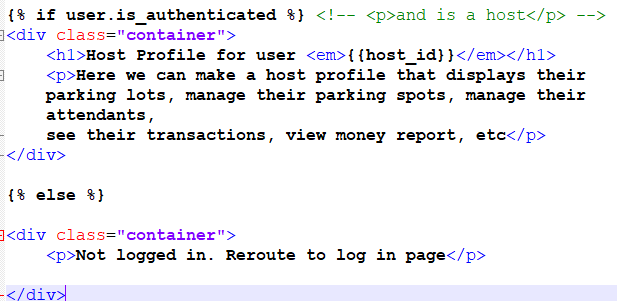 {% if user.is_authenticated %} <!-- <p>and is a host</p> -->
<div class="container">
<h1>Host Profile for user <em>{{host_id}}</em></h1>
<p>Here we can make a host profile that displays their
parking lots, manage their parking spots, manage their
attendants,
see their transactions, view money report, etc</p>
</div>
{% else %}
<div class="container">
<p>Not logged in. Reroute to log in page</p>
</div>